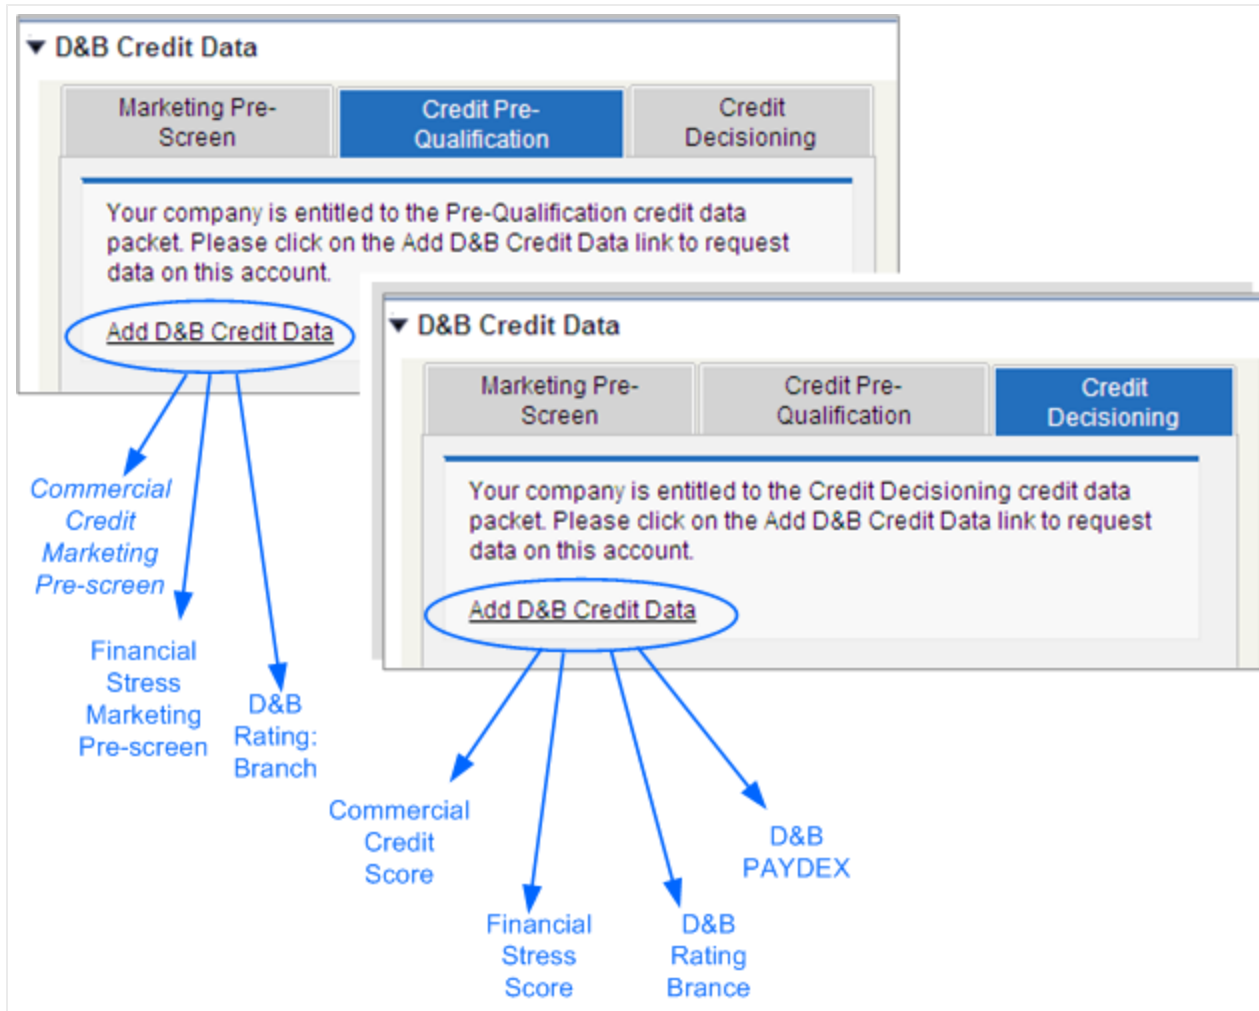 D&B Credit Data
Marketing Pre-
Screen
Credit Pre-
Qualification
Credit
Decisioning
Your company is entitled to the Pre-Qualification credit data
packet. Please click on the Add D&B Credit Data link to request
data on this account.
Add D&B Credit Data
Commercial
Credit
Marketing
Pre-screen
Financial
Stress
Marketing
Pre-screen
D&B
Rating:
Branch
D&B Credit Data
Marketing Pre-
Screen
Credit Pre-
Qualification
Credit
Decisioning
Your company is entitled to the Credit Decisioning credit data
packet. Please click on the Add D&B Credit Data link to request
data on this account.
Add D&B Credit Data
Commercial
Credit
Score
Financial
Stress
Score
D&B
Rating
Brance
D&B
PAYDEX